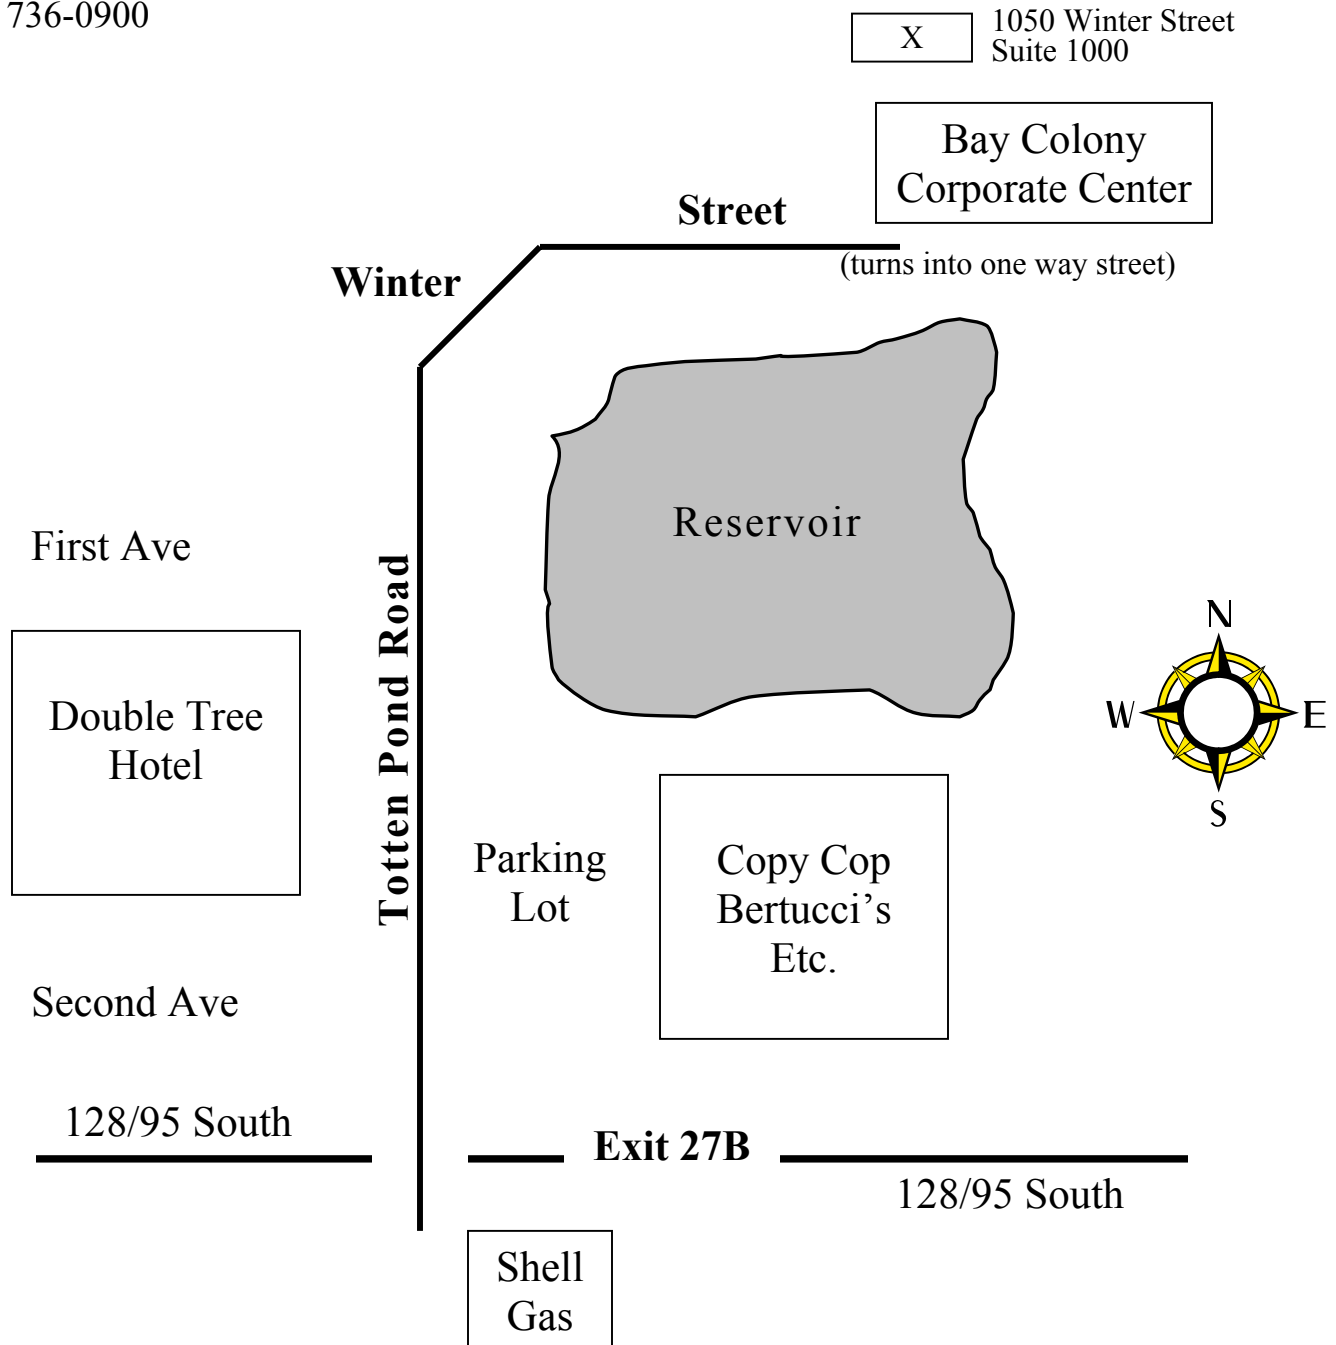 736-0900
X
1050 Winter Street
Suite 1000
Bay Colony
Corporate Center
Street
(turns into one way street)
Winter
Reservoir
First Ave
Totten Pond Road
Double Tree
Hotel
N
W
E
S
Parking
Lot
Copy Cop
Bertucci’s
Etc.
Second Ave
128/95 South
Exit 27B
128/95 South
Shell
Gas